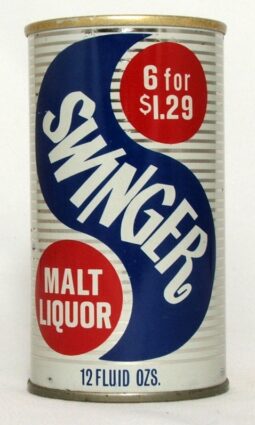 6 for
$1.29
SWINGER
MALT
LIQUOR
12 FLUID OZS.